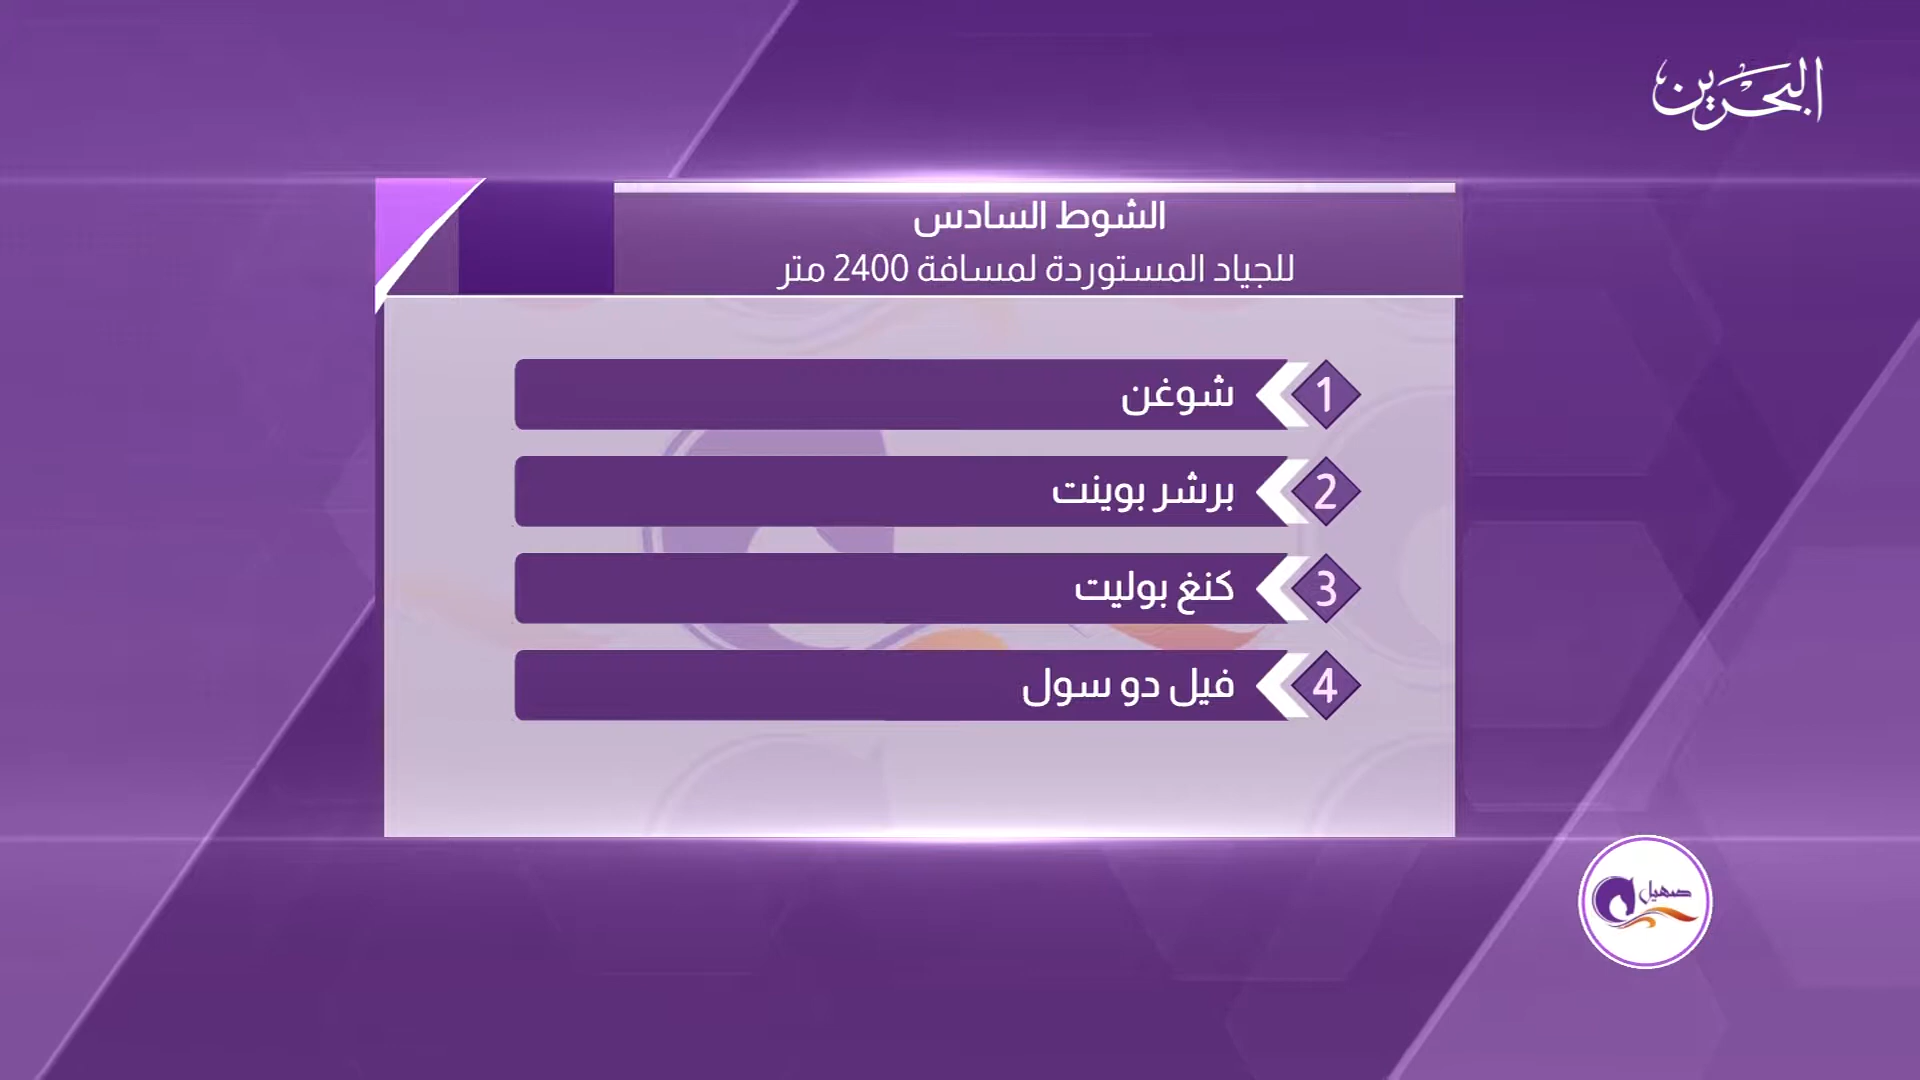 البحرين
الشوط السادس
للجياد المستوردة لمسافة 2400 متر
1 شوغن
2 برشر بوينت
3 كنغ بوليت
4 فيل دو سول
صهيل